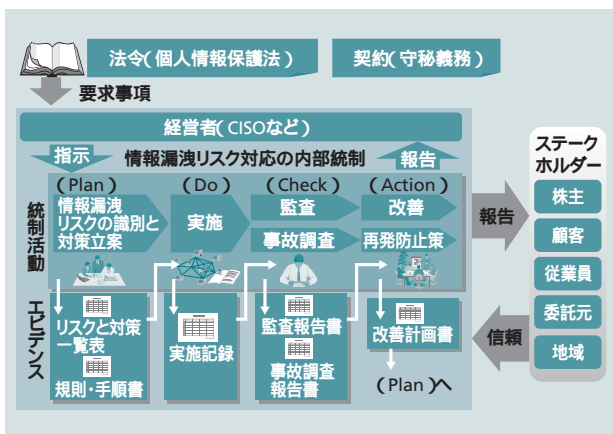 法令(個人情報保護法)
契約(守秘義務)
要求事項
経営者(CISOなど)
指示
情報漏洩リスク対応の内部統制
報告
統制活動
(Plan)
情報漏洩
リスクの識別と
対策立案
(Do)
実施
(Check)
監査
事故調査
(Action)
改善
再発防止策
エビデンス
リスクと対策
一覧表
規則・手順書
実施記録
監査報告書
事故調査
報告書
改善計画書
(Plan)へ
報告
信頼
ステーク
ホルダー
株主
顧客
従業員
委託元
地域